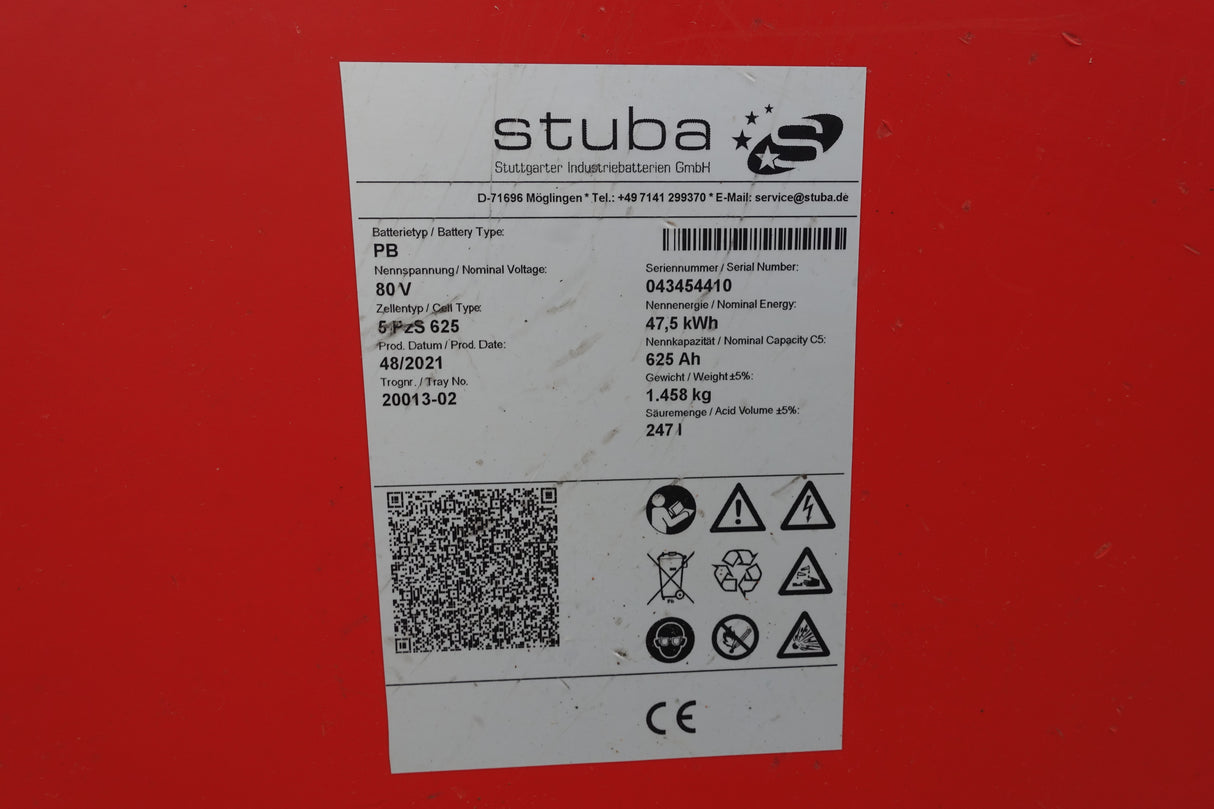 stuba
Stuttgarter Industriebatterien GmbH
D-71696 Möglingen * Tel.: +49 7141 299370 * E-Mail: service@stuba.de
Batterietyp / Battery Type:
PB
Nennspannung / Nominal Voltage:
80 V
Zellentyp / Cell Type:
5 PzS 625
Prod. Datum / Prod. Date:
48/2021
Trognr. / Tray No.
20013-02
Seriennummer / Serial Number:
043454410
Nennenergie / Nominal Energy:
47,5 kWh
Nennkapazität / Nominal Capacity C5:
625 Ah
Gewicht / Weight ±5%:
1.458 kg
Säuremenge / Acid Volume ±5%:
247 l
Pb
CE